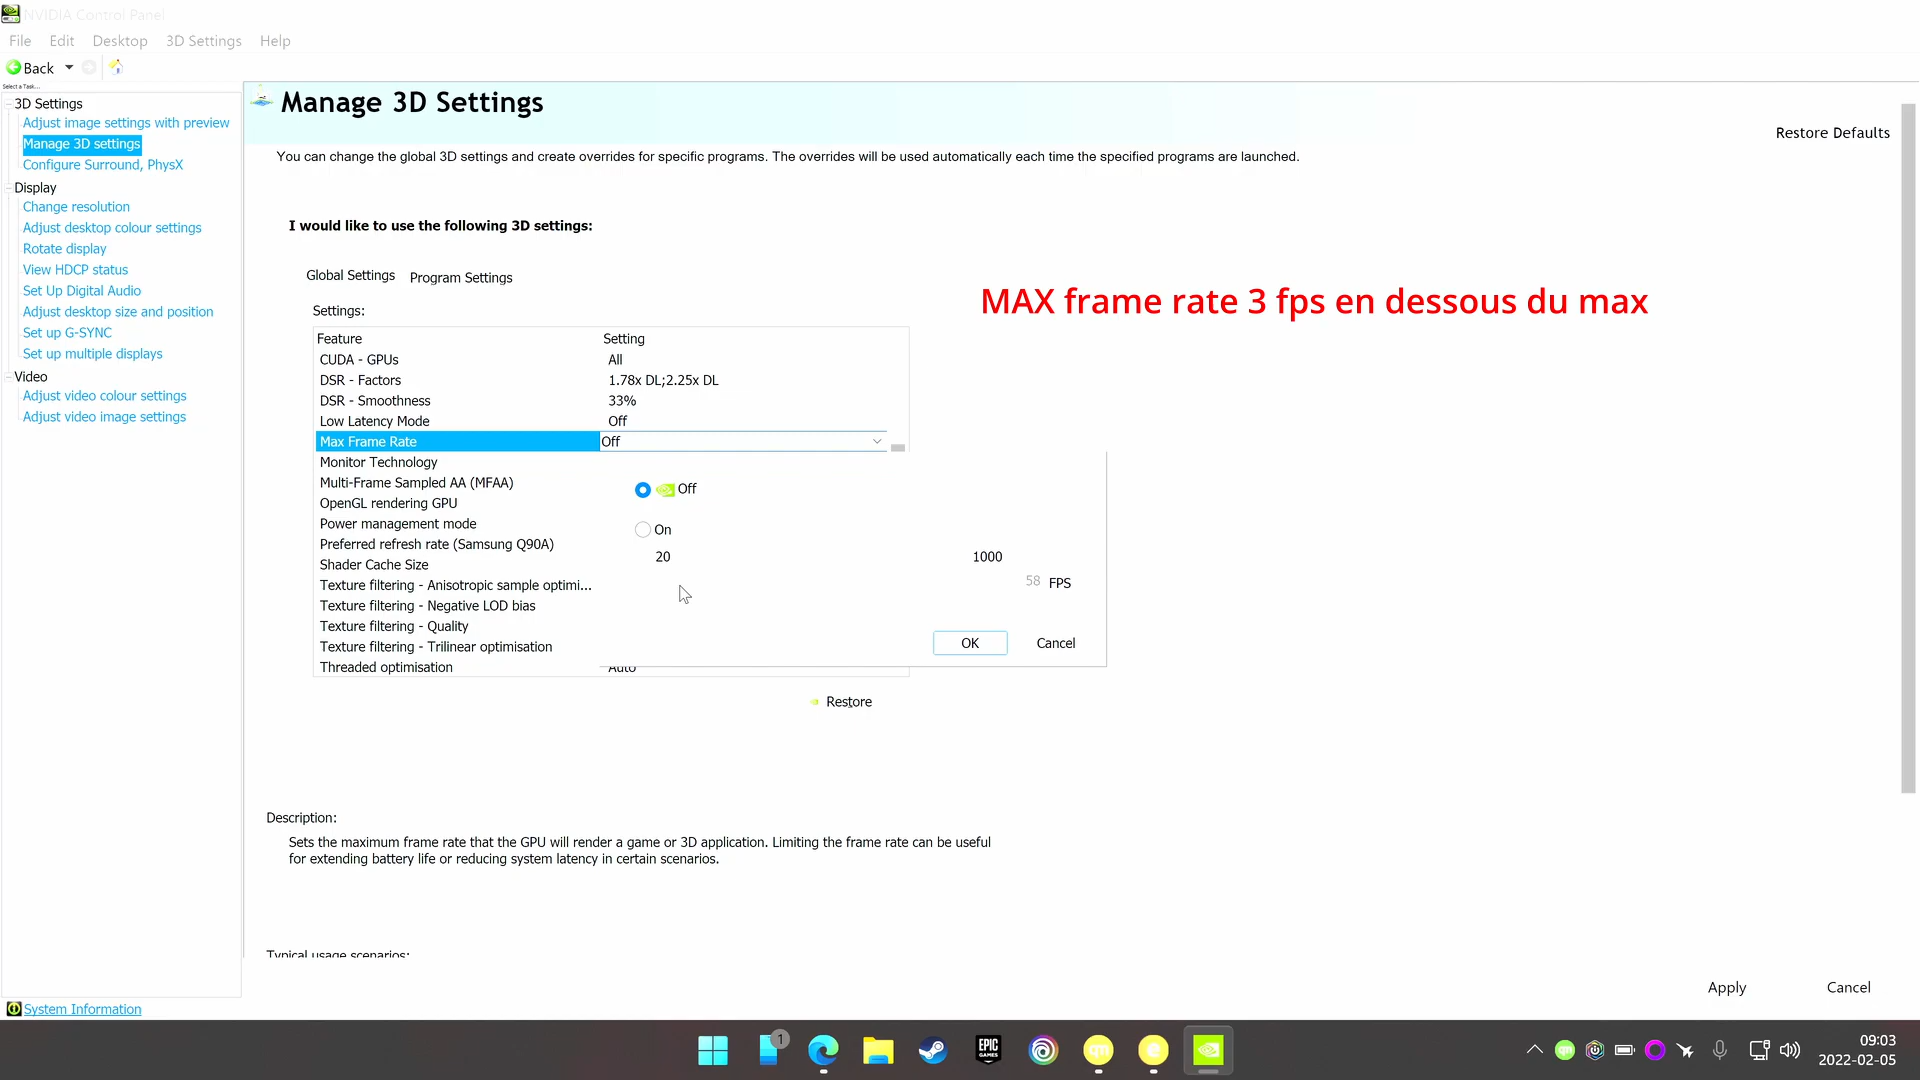 NVIDIA Control Panel
File Edit Desktop 3D Settings Help
Back
Select a Task...
3D Settings
Adjust image settings with preview
Manage 3D settings
Configure Surround, PhysX
Display
Change resolution
Adjust desktop colour settings
Rotate display
View HDCP status
Set Up Digital Audio
Adjust desktop size and position
Set up G-SYNC
Set up multiple displays
Video
Adjust video colour settings
Adjust video image settings
System Information
Manage 3D Settings
Restore Defaults
You can change the global 3D settings and create overrides for specific programs. The overrides will be used automatically each time the specified programs are launched.
I would like to use the following 3D settings:
Global Settings Program Settings
MAX frame rate 3 fps en dessous du max
Settings:
Feature Setting
CUDA - GPUs All
DSR - Factors 1.78x DL;2.25x DL
DSR - Smoothness 33%
Low Latency Mode Off
Max Frame Rate Off
Monitor Technology
Multi-Frame Sampled AA (MFAA)
OpenGL rendering GPU
Power management mode
Preferred refresh rate (Samsung Q90A)
Shader Cache Size
Texture filtering - Anisotropic sample optimi...
Texture filtering - Negative LOD bias
Texture filtering - Quality
Texture filtering - Trilinear optimisation
Threaded optimisation Auto
Off
On
20 1000
58 FPS
OK Cancel
Restore
Description:
Sets the maximum frame rate that the GPU will render a game or 3D application. Limiting the frame rate can be useful
for extending battery life or reducing system latency in certain scenarios.
Typical usage scenarios:
Apply Cancel
1
EPIC
GAMES
09:03
2022-02-05